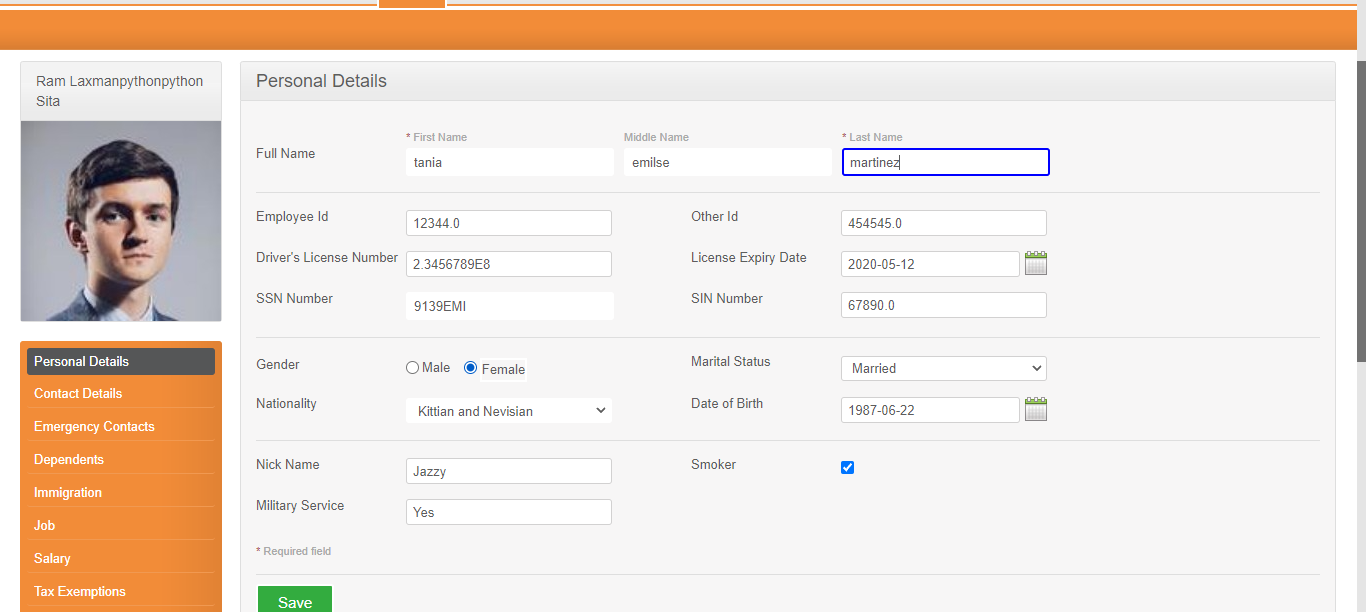 Ram Laxmanpythonpython
Sita
Personal Details
Contact Details
Emergency Contacts
Dependents
Immigration
Job
Salary
Tax Exemptions
Personal Details
* First Name Middle Name * Last Name
Full Name tania emilse martinez
Employee Id 12344.0 Other Id 454545.0
Driver's License Number 2.3456789E8 License Expiry Date 2020-05-12
SSN Number 9139EMI SIN Number 67890.0
Gender Male Female Marital Status Married
Nationality Kittian and Nevisian Date of Birth 1987-06-22
Nick Name Jazzy Smoker
Military Service Yes
* Required field
Save